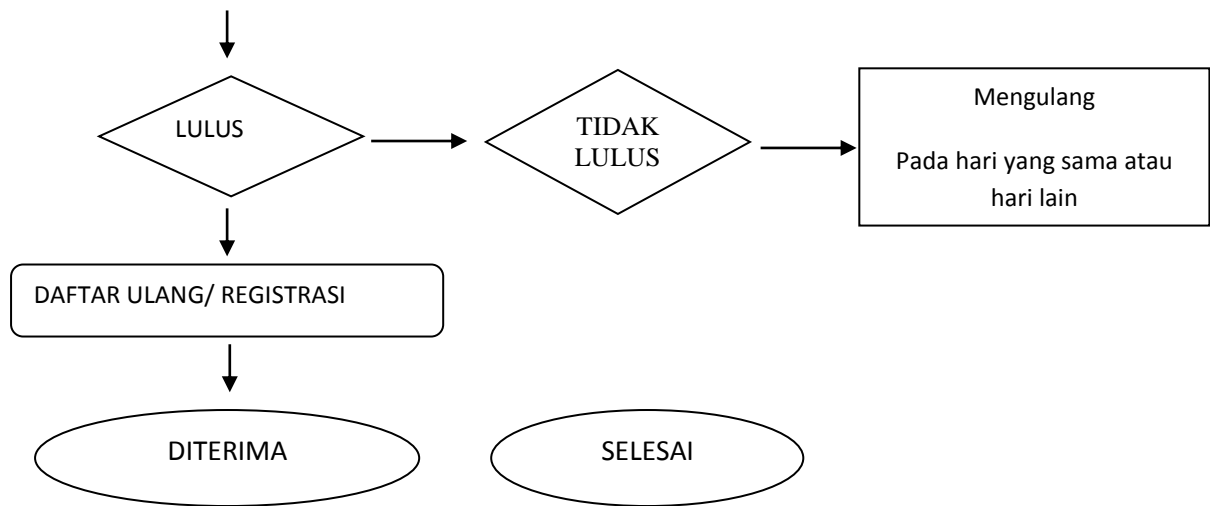 LULUS
TIDAK
LULUS
Mengulang
Pada hari yang sama atau
hari lain
DAFTAR ULANG/ REGISTRASI
DITERIMA
SELESAI